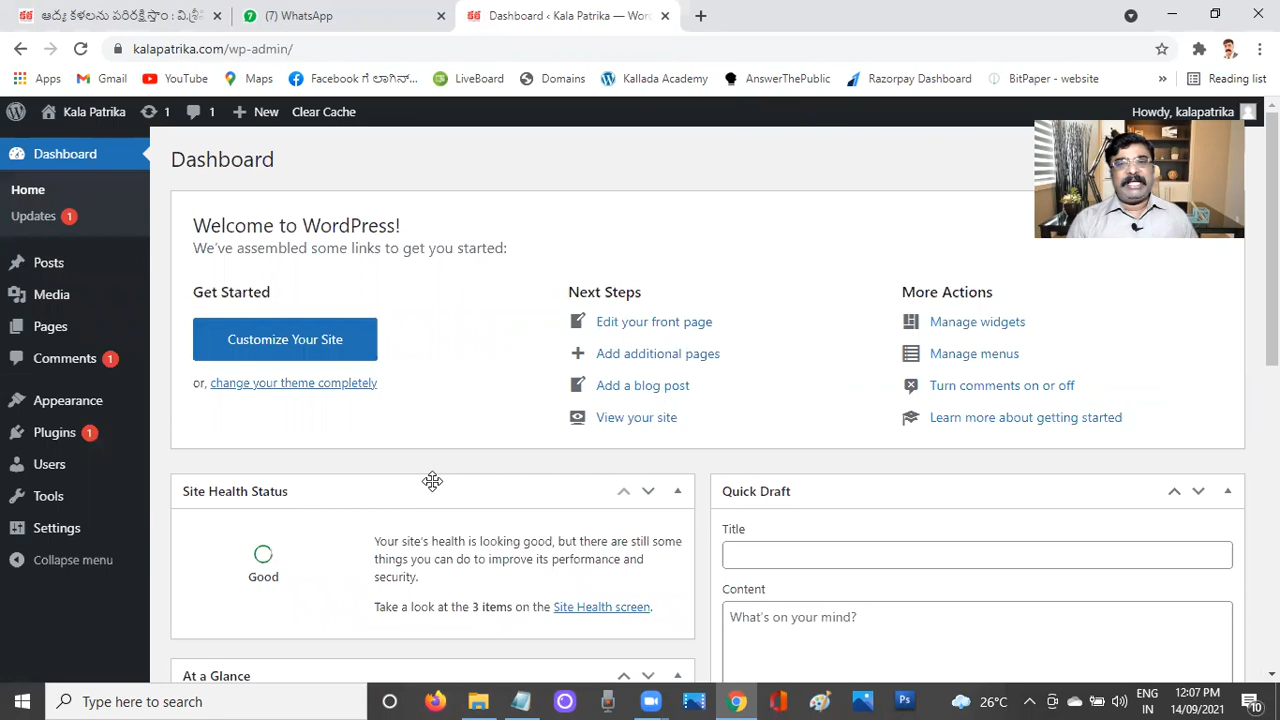 ಆದ್ಯ ಕಳಲನು ಪರಿರಕ್ಷಿಸ್ತೊಂ : ವಿ.ಶ್ರೀ
(7) WhatsApp
Dashboard ‹ Kala Patrika — Wor
kalapatrika.com/wp-admin/
Apps
Gmail
YouTube
Maps
Facebook ಗೆ ಲಾಗಿನ್...
LiveBoard
Domains
Kallada Academy
AnswerThePublic
Razorpay Dashboard
BitPaper - website
»
Reading list
Kala Patrika
1
1
New
Clear Cache
Howdy, kalapatrika
Dashboard
Home
Updates 1
Posts
Media
Pages
Comments 1
Appearance
Plugins 1
Users
Tools
Settings
Collapse menu
Dashboard
Welcome to WordPress!
We've assembled some links to get you started:
Get Started
Customize Your Site
or, change your theme completely
Next Steps
Edit your front page
Add additional pages
Add a blog post
View your site
More Actions
Manage widgets
Manage menus
Turn comments on or off
Learn more about getting started
Site Health Status
Good
Your site's health is looking good, but there are still some
things you can do to improve its performance and
security.
Take a look at the 3 items on the Site Health screen.
At a Glance
Quick Draft
Title
Content
What's on your mind?
Type here to search
Ps
26°C
ENG
IN
12:07 PM
14/09/2021
10